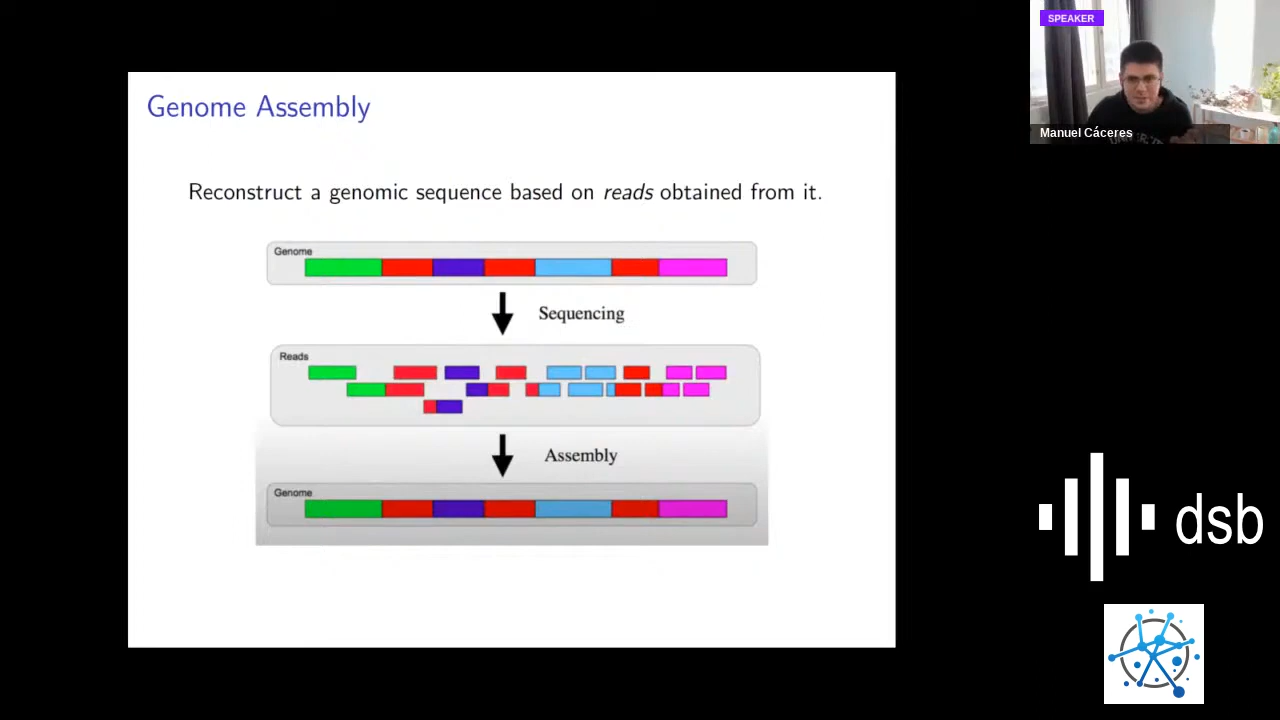 SPEAKER
Manuel Cáceres
Genome Assembly
Reconstruct a genomic sequence based on reads obtained from it.
Genome
Sequencing
Reads
Assembly
Genome
dsb